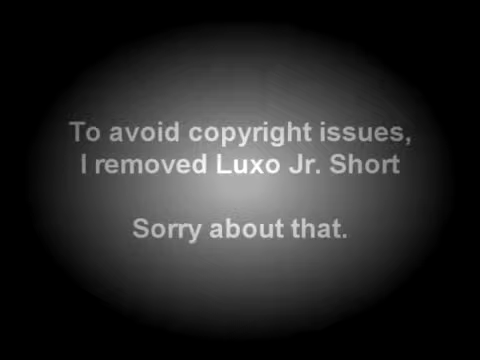 To avoid copyright issues,
I removed Luxo Jr. Short
Sorry about that.